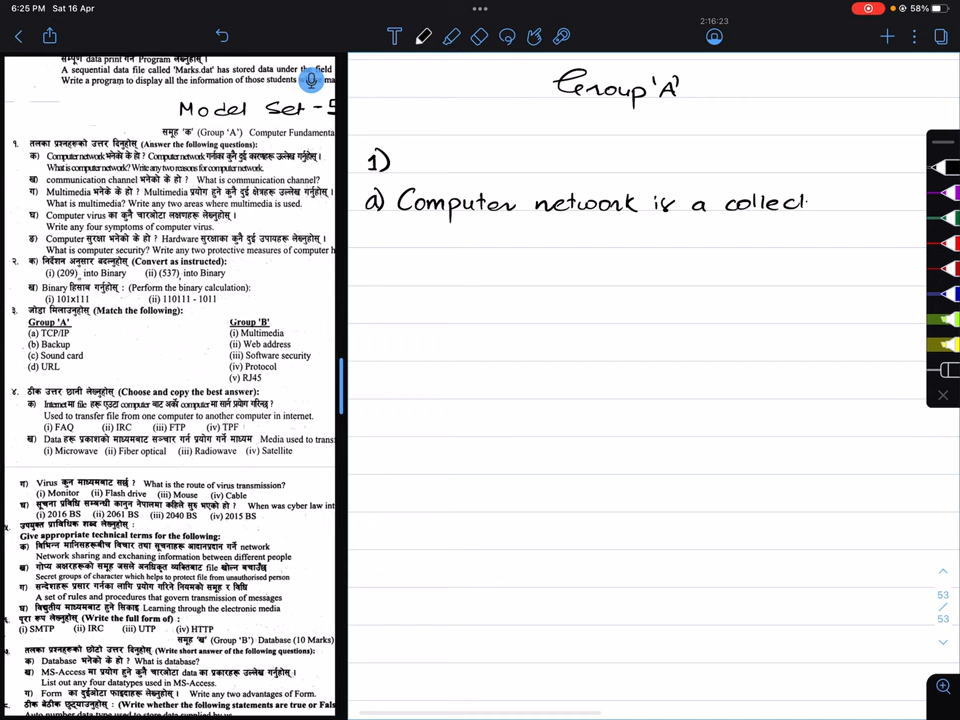 6:25 PM Sat 16 Apr
58%
2:16:23
सम्पूर्ण data print गर्न Program लेख्नुहोस् ।
A sequential data file called 'Marks.dat' has stored data under the field
Write a program to display all the information of those students
Model Set - 5
समूह 'क' (Group 'A') Computer Fundamenta
१. तलका प्रश्नहरूको उत्तर दिनुहोस् (Answer the following questions):
क) Computer network भनेको के हो ? Computer network गर्नाका कुनै दुई कारणहरू उल्लेख गर्नुहोस् ।
What is computer network? Write any two reasons for computer network.
ख) communication channel भनेको के हो ? What is communication channel?
ग) Multimedia भनेके के हो ? Multimedia प्रयोग हुने कुनै दुई क्षेत्रहरू उल्लेख गर्नुहोस् ।
What is multimedia? Write any two areas where multimedia is used.
घ) Computer virus का कुनै चारओटा लक्षणहरू लेख्नुहोस् ।
Write any four symptoms of computer virus.
ङ) Computer सुरक्षा भनेको के हो ? Hardware सुरक्षाका कुनै दुई उपायहरू लेख्नुहोस् ।
What is computer security? Write any two protective measures of computer h
२. क) निर्देशन अनुसार बदल्नुहोस् (Convert as instructed):
(i) (209) into Binary (ii) (537) into Binary
ख) Binary हिसाब गर्नुहोस् : (Perform the binary calculation):
(i) 101x111 (ii) 110111 - 1011
३. जोडा मिलाउनुहोस् (Match the following):
Group 'A' Group 'B'
(a) TCP/IP (i) Multimedia
(b) Backup (ii) Web address
(c) Sound card (iii) Software security
(d) URL (iv) Protocol
(v) RJ45
४. ठीक उत्तर छानी लेख्नुहोस् (Choose and copy the best answer):
क) Internet मा file हरू एउटा computer बाट अर्को computer मा सार्न प्रयोग गरिन्छ ?
Used to transfer file from one computer to another computer in internet.
(i) FAQ (ii) IRC (iii) FTP (iv) TPF
ख) Data हरू प्रकाशको माध्यमबाट सञ्चार गर्न प्रयोग गर्ने माध्यम Media used to trans
(i) Microwave (ii) Fiber optical (iii) Radiowave (iv) Satellite
ग) Virus कुन माध्यमबाट सर्छ ? What is the route of virus transmission?
(i) Monitor (ii) Flash drive (iii) Mouse (iv) Cable
घ) सूचना प्रविधि सम्बन्धी कानुन नेपालमा कहिले सुरु भएको हो ? When was cyber law int
(i) 2016 BS (ii) 2061 BS (iii) 2040 BS (iv) 2015 BS
उपयुक्त प्राविधिक शब्द लेख्नुहोस् :
Give appropriate technical terms for the following:
क) विभिन्न मानिसहरूबीच विचार तथा सूचनाहरू आदानप्रदान गर्ने network
Network sharing and exchaning information between different people
ख) गोप्य अक्षरहरूको समूह जसले अनधिकृत व्यक्तिबाट file खोल्न बचाउँछ
Secret groups of character which helps to protect file from unauthorised person
ग) सन्देशहरू प्रसार गर्नका लागि प्रयोग गरिने नियमको समूह र विधि
A set of rules and procedures that govern transmission of messages
घ) विद्युतीय माध्यमबाट हुने सिकाइ Learning through the electronic media
पूरा रूप लेख्नुहोस् (Write the full form of) :
(i) SMTP (ii) IRC (iii) UTP (iv) HTTP
समूह 'ख' (Group 'B') Database (10 Marks)
तलका प्रश्नहरूको छोटो उत्तर दिनुहोस् (Write short answer of the following questions):
क) Database भनेको के हो ? What is database?
ख) MS-Access मा प्रयोग हुने कुनै चारओटा data का प्रकारहरू उल्लेख गर्नुहोस् ।
List out any four datatypes used in MS-Access.
ग) Form का दुईओटा फाइदाहरू लेख्नुहोस् । Write any two advantages of Form.
ठीक बेठीक छुट्याउनुहोस् : (Write whether the following statements are true or Fals
Auto number data type used to store data supplied by us
Group 'A'
1)
a) Computer network is a collect
53
/
53